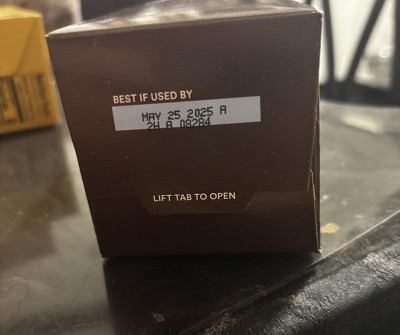 BEST IF USED BY
MAY 25 2025 A
2H A 08284
LIFT TAB TO OPEN